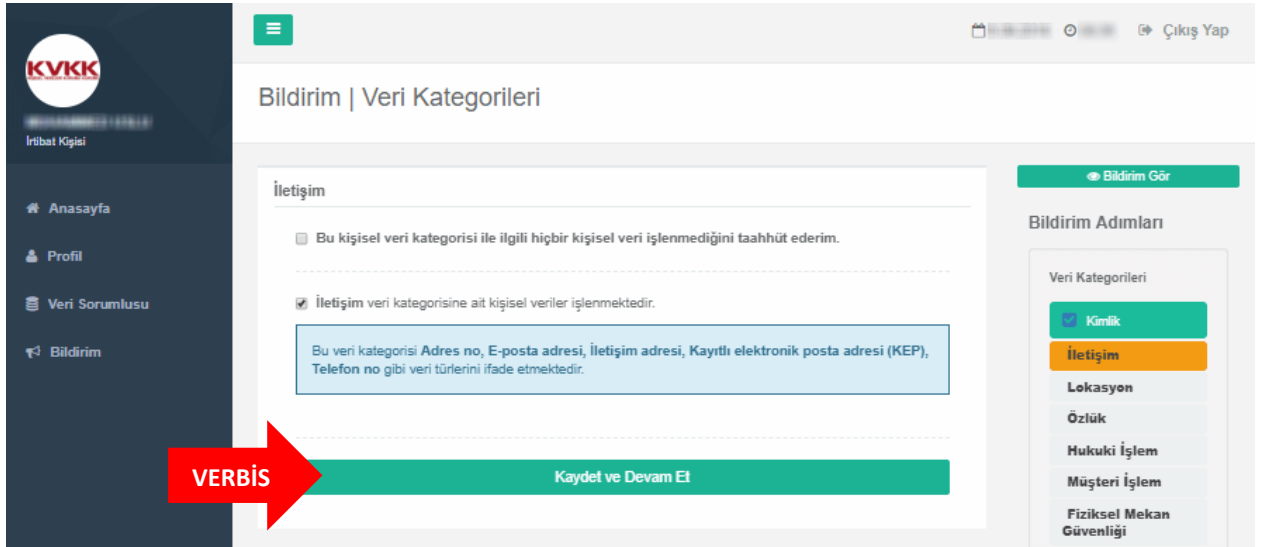 KVKK
İrtibat Kişisi
Anasayfa
Profil
Veri Sorumlusu
Bildirim
Çıkış Yap
Bildirim | Veri Kategorileri
İletişim
Bu kişisel veri kategorisi ile ilgili hiçbir kişisel veri işlenmediğini taahhüt ederim.
İletişim veri kategorisine ait kişisel veriler işlenmektedir.
Bu veri kategorisi Adres no, E-posta adresi, İletişim adresi, Kayıtlı elektronik posta adresi (KEP),
Telefon no gibi veri türlerini ifade etmektedir.
VERBİS
Kaydet ve Devam Et
Bildirim Gör
Bildirim Adımları
Veri Kategorileri
Kimlik
İletişim
Lokasyon
Özlük
Hukuki İşlem
Müşteri İşlem
Fiziksel Mekan
Güvenliği